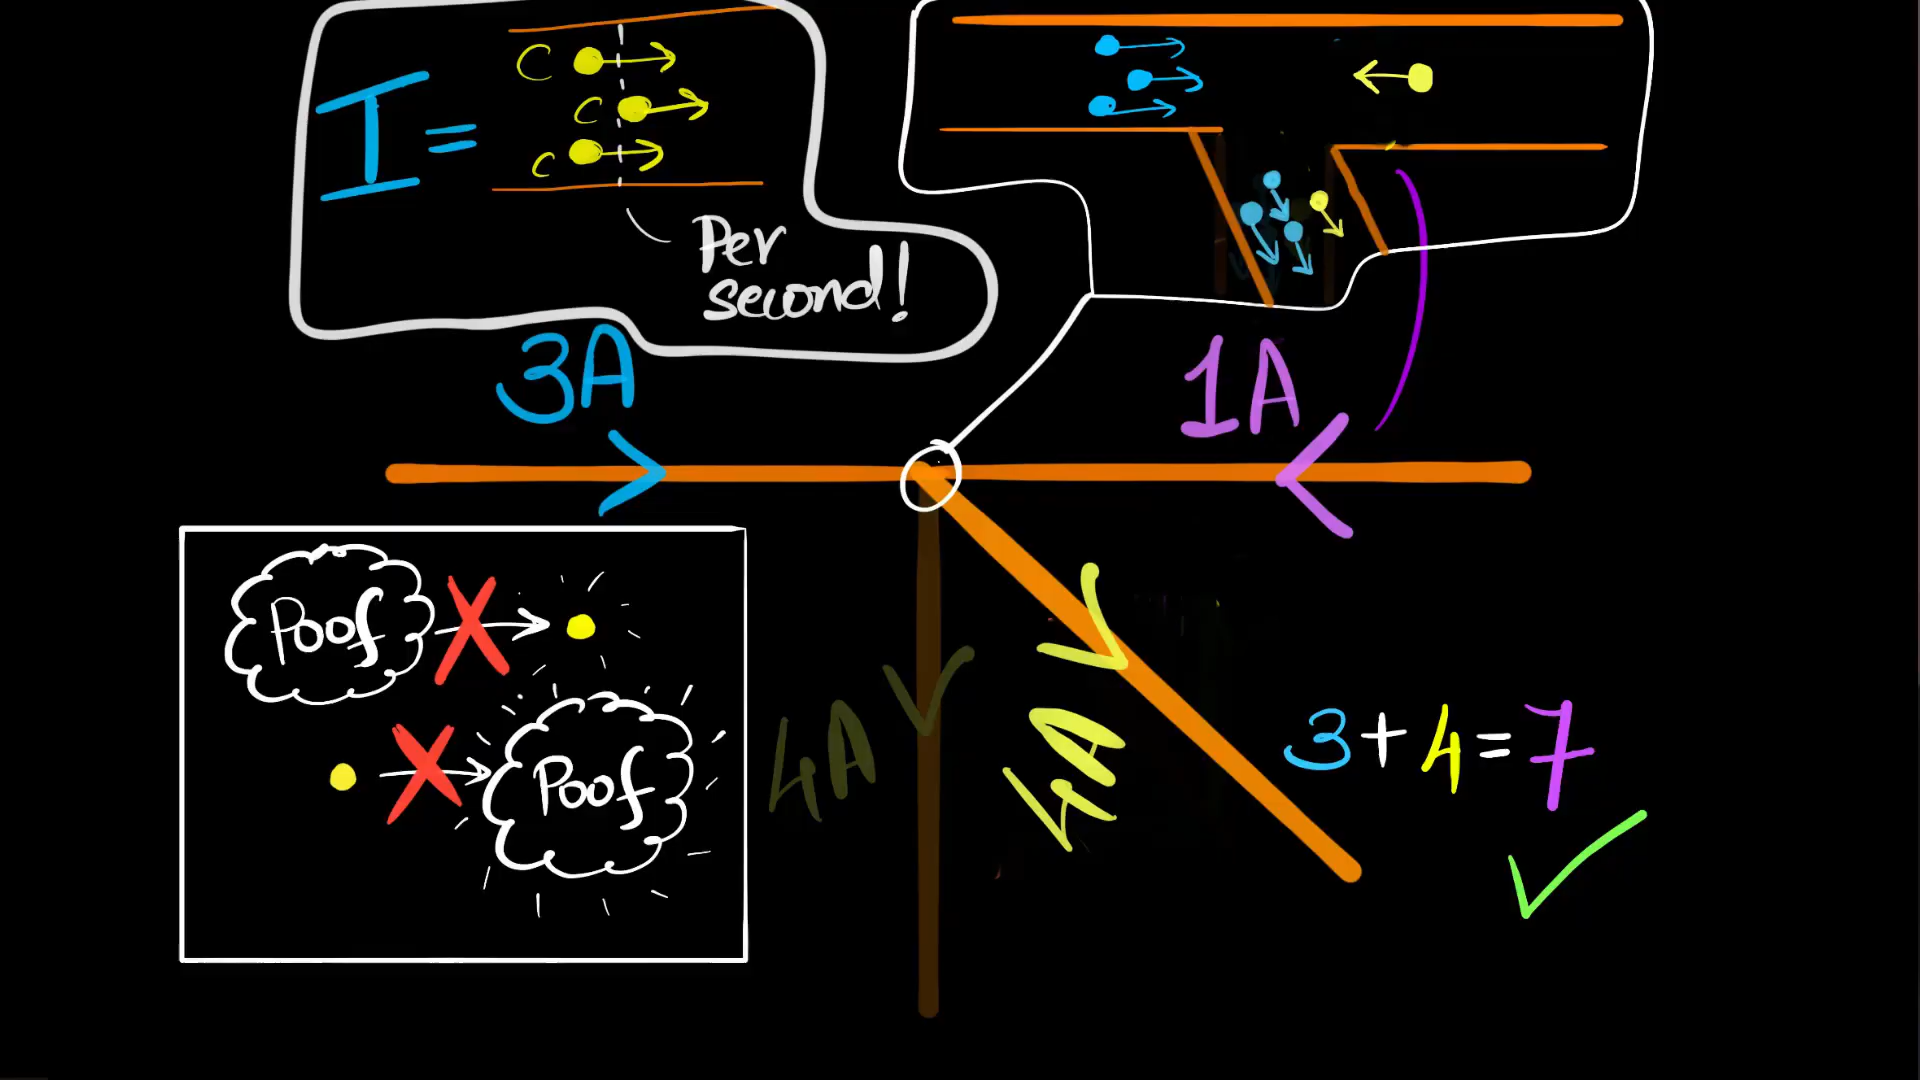 I =
C
C
C
Per
second!
3A
1A
Poof
Poof
4A
4A
3+4=7